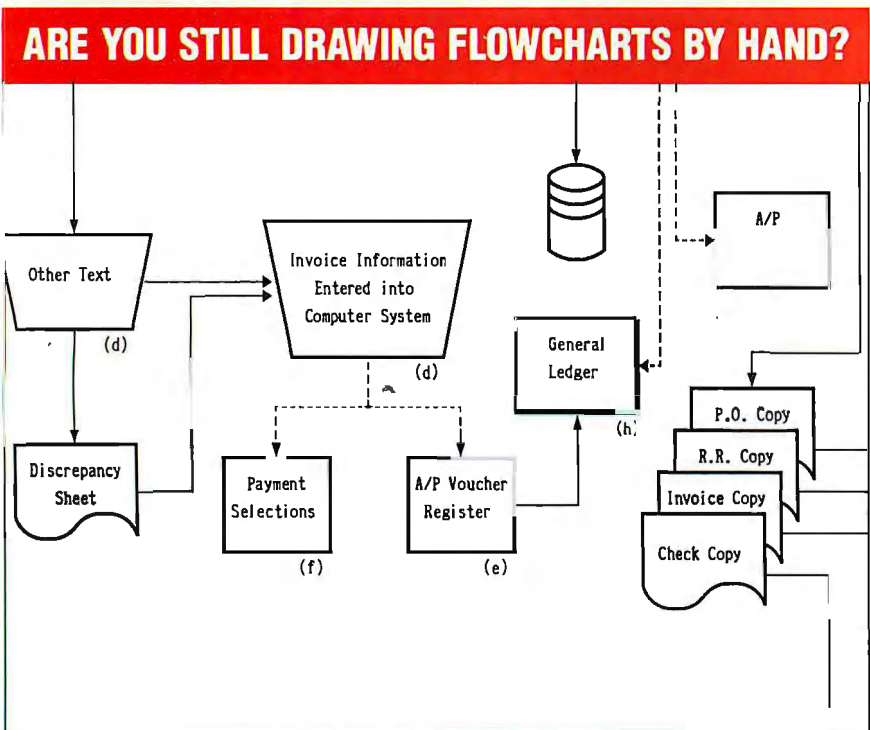 ARE YOU STILL DRAWING FLOWCHARTS BY HAND?
A/P
Other Text
(d)
Invoice Information
Entered into
Computer System
(d)
General
Ledger
(h)
P.O. Copy
R.R. Copy
Invoice Copy
Check Copy
Discrepancy
Sheet
Payment
Selections
(f)
A/P Voucher
Register
(e)